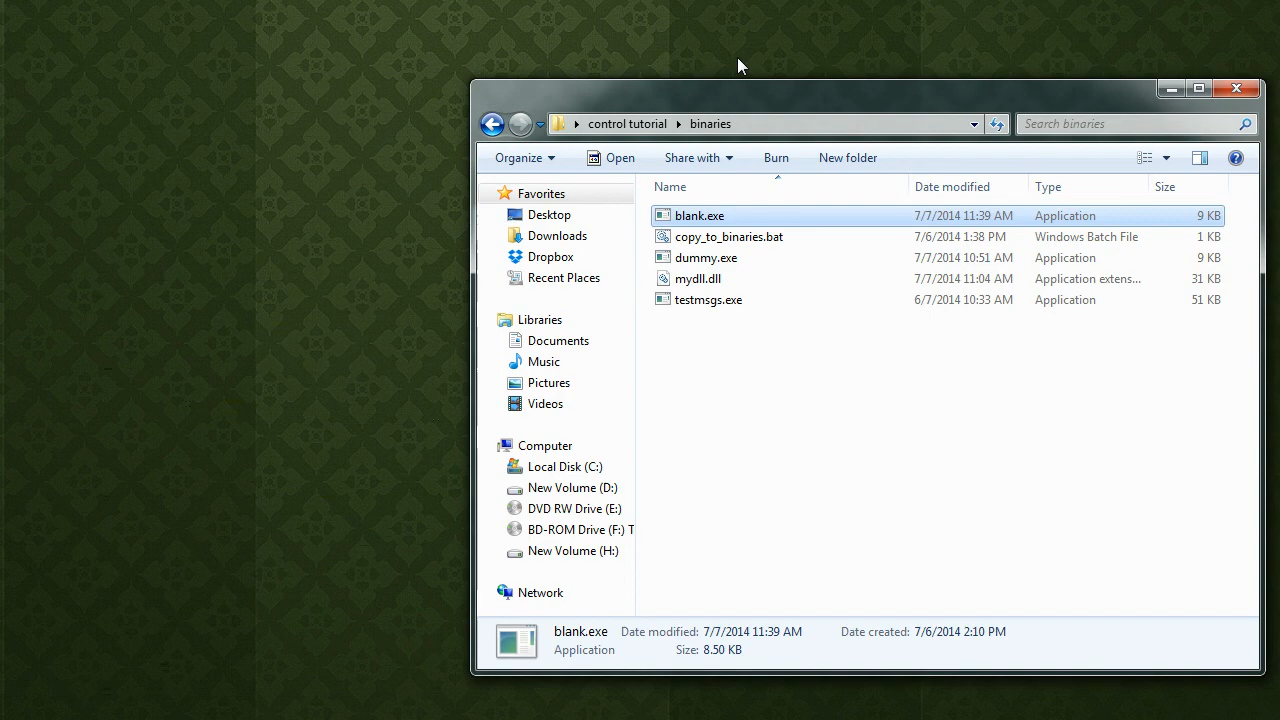 control tutorial binaries
Search binaries
Organize Open Share with Burn New folder
Name Date modified Type Size
Favorites
Desktop
Downloads
Dropbox
Recent Places
Libraries
Documents
Music
Pictures
Videos
Computer
Local Disk (C:)
New Volume (D:)
DVD RW Drive (E:)
BD-ROM Drive (F:) T
New Volume (H:)
Network
blank.exe 7/7/2014 11:39 AM Application 9 KB
copy_to_binaries.bat 7/6/2014 1:38 PM Windows Batch File 1 KB
dummy.exe 7/7/2014 10:51 AM Application 9 KB
mydll.dll 7/7/2014 11:04 AM Application extens... 31 KB
testmsgs.exe 6/7/2014 10:33 AM Application 51 KB
blank.exe Date modified: 7/7/2014 11:39 AM Date created: 7/6/2014 2:10 PM
Application Size: 8.50 KB